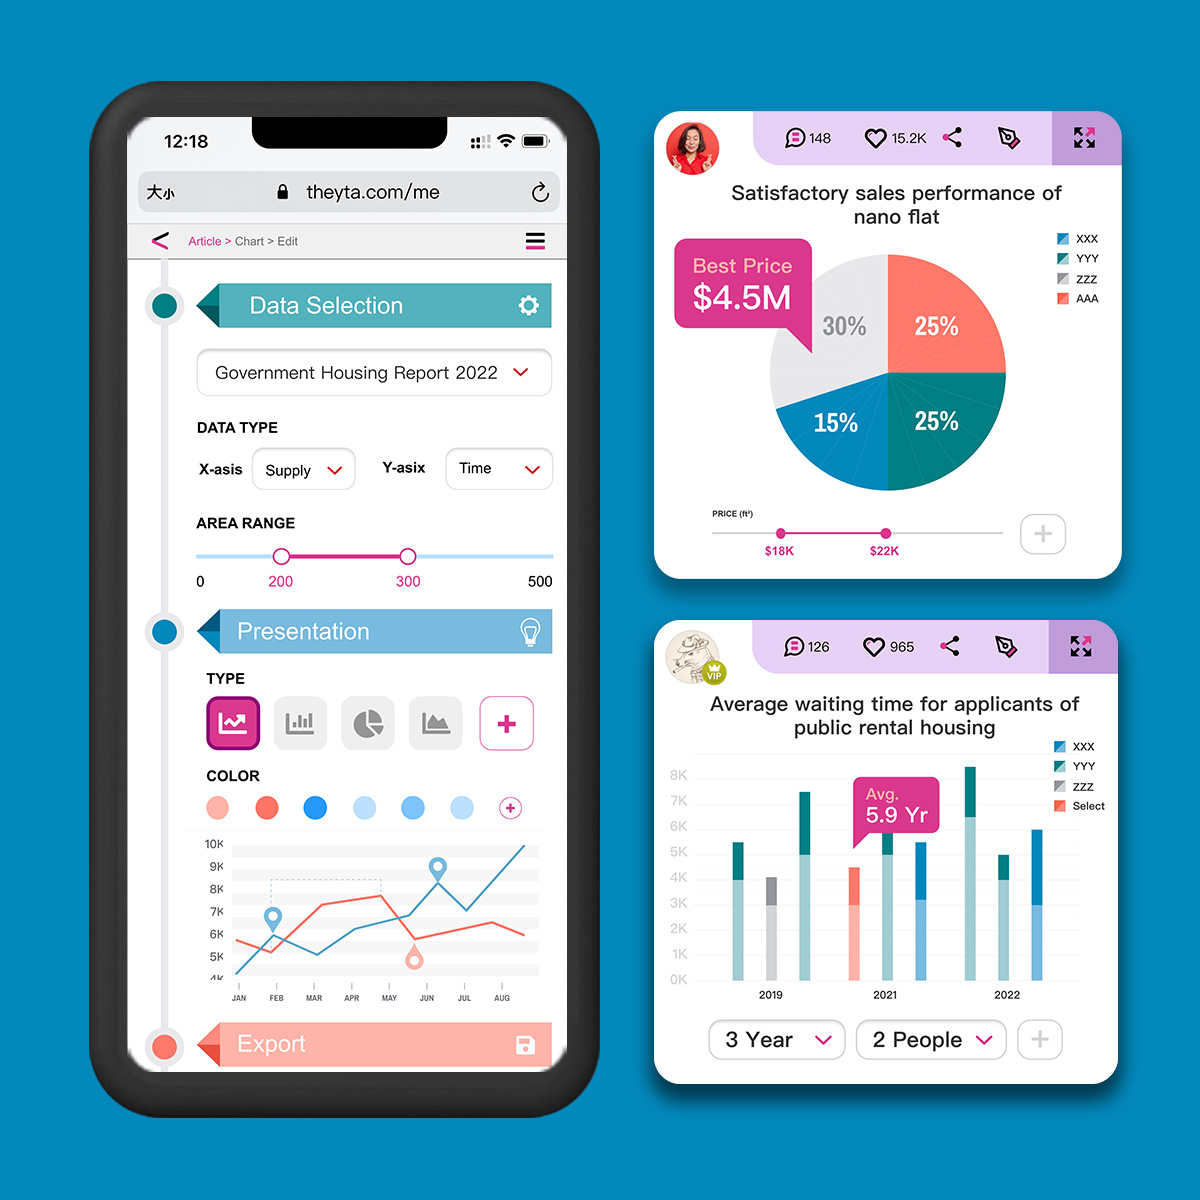 12:18
大小
theyta.com/me
Article > Chart > Edit
Data Selection
Government Housing Report 2022
DATA TYPE
X-asis
Supply
Y-asix
Time
AREA RANGE
0
200
300
500
Presentation
TYPE
COLOR
10K
9K
8K
7K
6K
5K
4K
JAN FEB MAR APR MAY JUN JUL AUG
Export
148
15.2K
Satisfactory sales performance of
nano flat
XXX
YYY
ZZZ
AAA
Best Price
$4.5M
30%
25%
15%
25%
PRICE (ft²)
$18K
$22K
VIP
126
965
Average waiting time for applicants of
public rental housing
XXX
YYY
ZZZ
Select
8K
7K
6K
5K
4K
3K
2K
1K
0K
Avg.
5.9 Yr
2019
2021
2022
3 Year
2 People